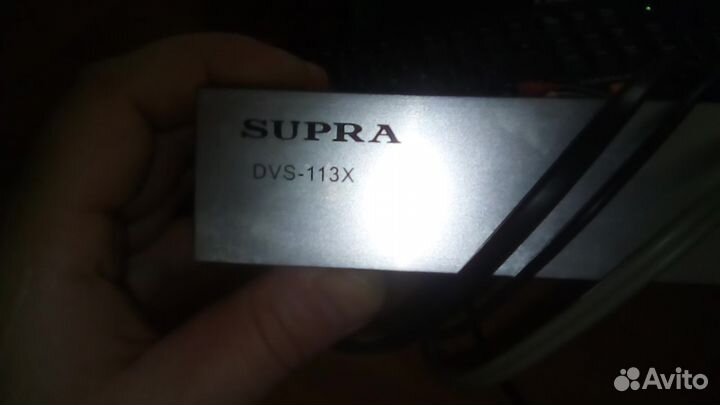 SUPRA
DVS-113X
Avito